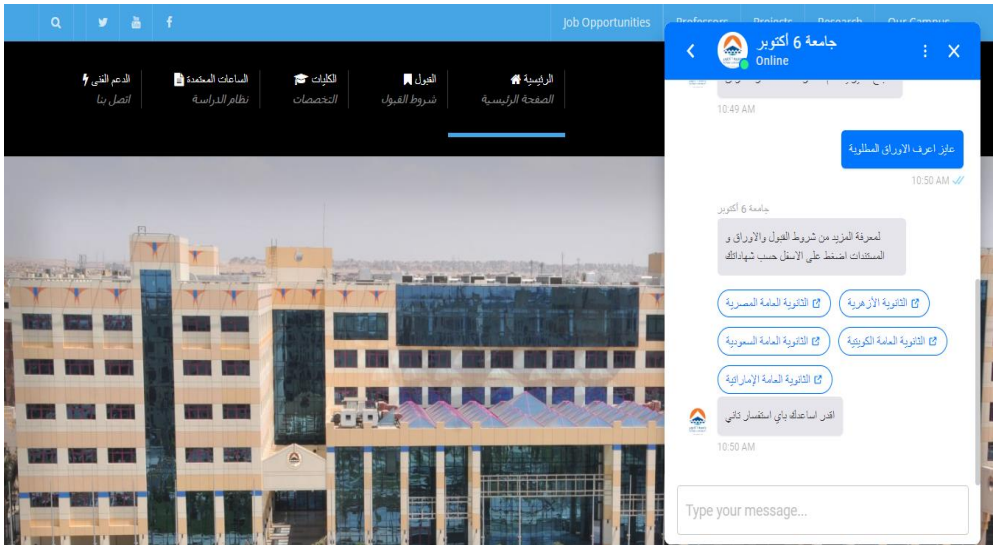 Job Opportunities
Professors Projects Research Our Campus
الرئيسية
الصفحة الرئيسية
القبول
شروط القبول
الكليات
التخصصات
الساعات المعتمدة
نظام الدراسة
الدعم الفنى
اتصل بنا
جامعة 6 أكتوبر
Online
10:49 AM
عايز اعرف الاوراق المطلوبة
10:50 AM
جامعة 6 أكتوبر
لمعرفة المزيد من شروط القبول والاوراق و
المستندات اضغط على الاسفل حسب شهاداتك
الثانوية العامة المصرية
الثانوية الأزهرية
الثانوية العامة السعودية
الثانوية العامة الكويتية
الثانوية العامة الإماراتية
اقدر اساعدك باي استفسار تاني
10:50 AM
Type your message...